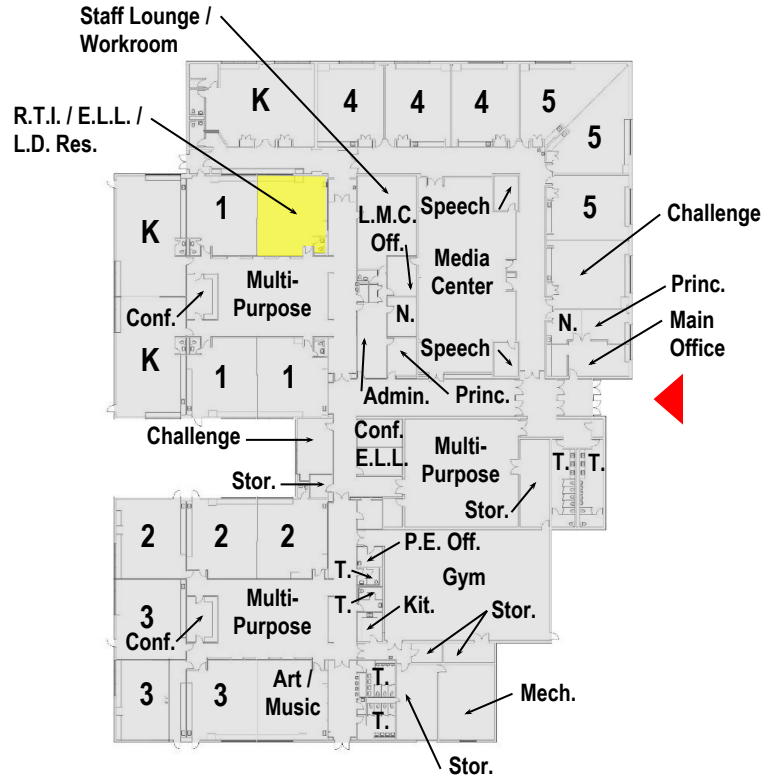 Staff Lounge /
Workroom
R.T.I. / E.L.L. /
L.D. Res.
K
4
4
4
5
5
5
Challenge
Princ.
Main
Office
N.
K
1
L.M.C.
Off.
Speech
Media
Center
Speech
Multi-
Purpose
Conf.
N.
K
1
1
Admin.
Princ.
Challenge
Stor.
Conf.
E.L.L.
Multi-
Purpose
Stor.
T.
T.
2
2
2
P.E. Off.
T.
T.
Gym
Kit.
Stor.
3
Conf.
Multi-
Purpose
3
3
Art /
Music
T.
T.
Mech.
Stor.